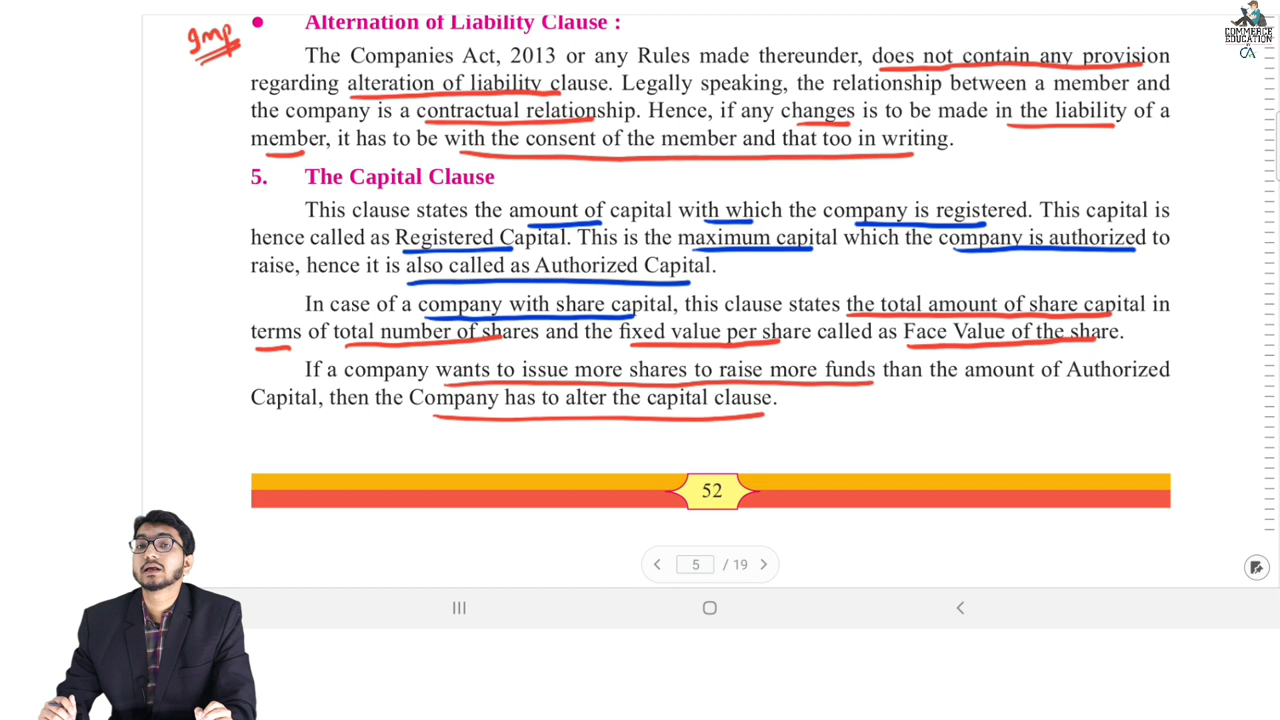 COMMERCE
EDUCATION
BY
CA
Imp
• Alternation of Liability Clause :
The Companies Act, 2013 or any Rules made thereunder, does not contain any provision
regarding alteration of liability clause. Legally speaking, the relationship between a member and
the company is a contractual relationship. Hence, if any changes is to be made in the liability of a
member, it has to be with the consent of the member and that too in writing.
5. The Capital Clause
This clause states the amount of capital with which the company is registered. This capital is
hence called as Registered Capital. This is the maximum capital which the company is authorized to
raise, hence it is also called as Authorized Capital.
In case of a company with share capital, this clause states the total amount of share capital in
terms of total number of shares and the fixed value per share called as Face Value of the share.
If a company wants to issue more shares to raise more funds than the amount of Authorized
Capital, then the Company has to alter the capital clause.
52
5 / 19